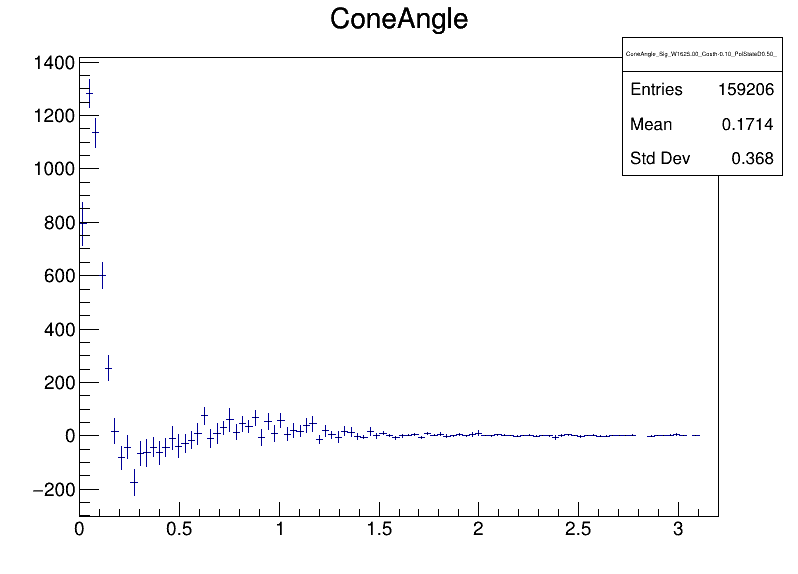 ConeAngle
ConeAngle_Sig_W1625.00_Costh-0.10_PolStateD0.50_
Entries 159206
Mean 0.1714
Std Dev 0.368
1400
1200
1000
800
600
400
200
0
−200
0 0.5 1 1.5 2 2.5 3